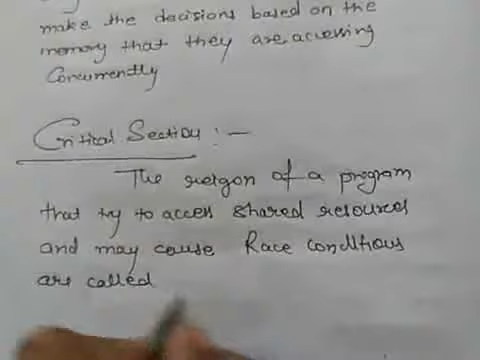 make the decisions based on the
memory that they are accessing
Concurrently
Critical Section :-
The reigon of a program
that try to access shared resources
and may cause Race conditions
are called